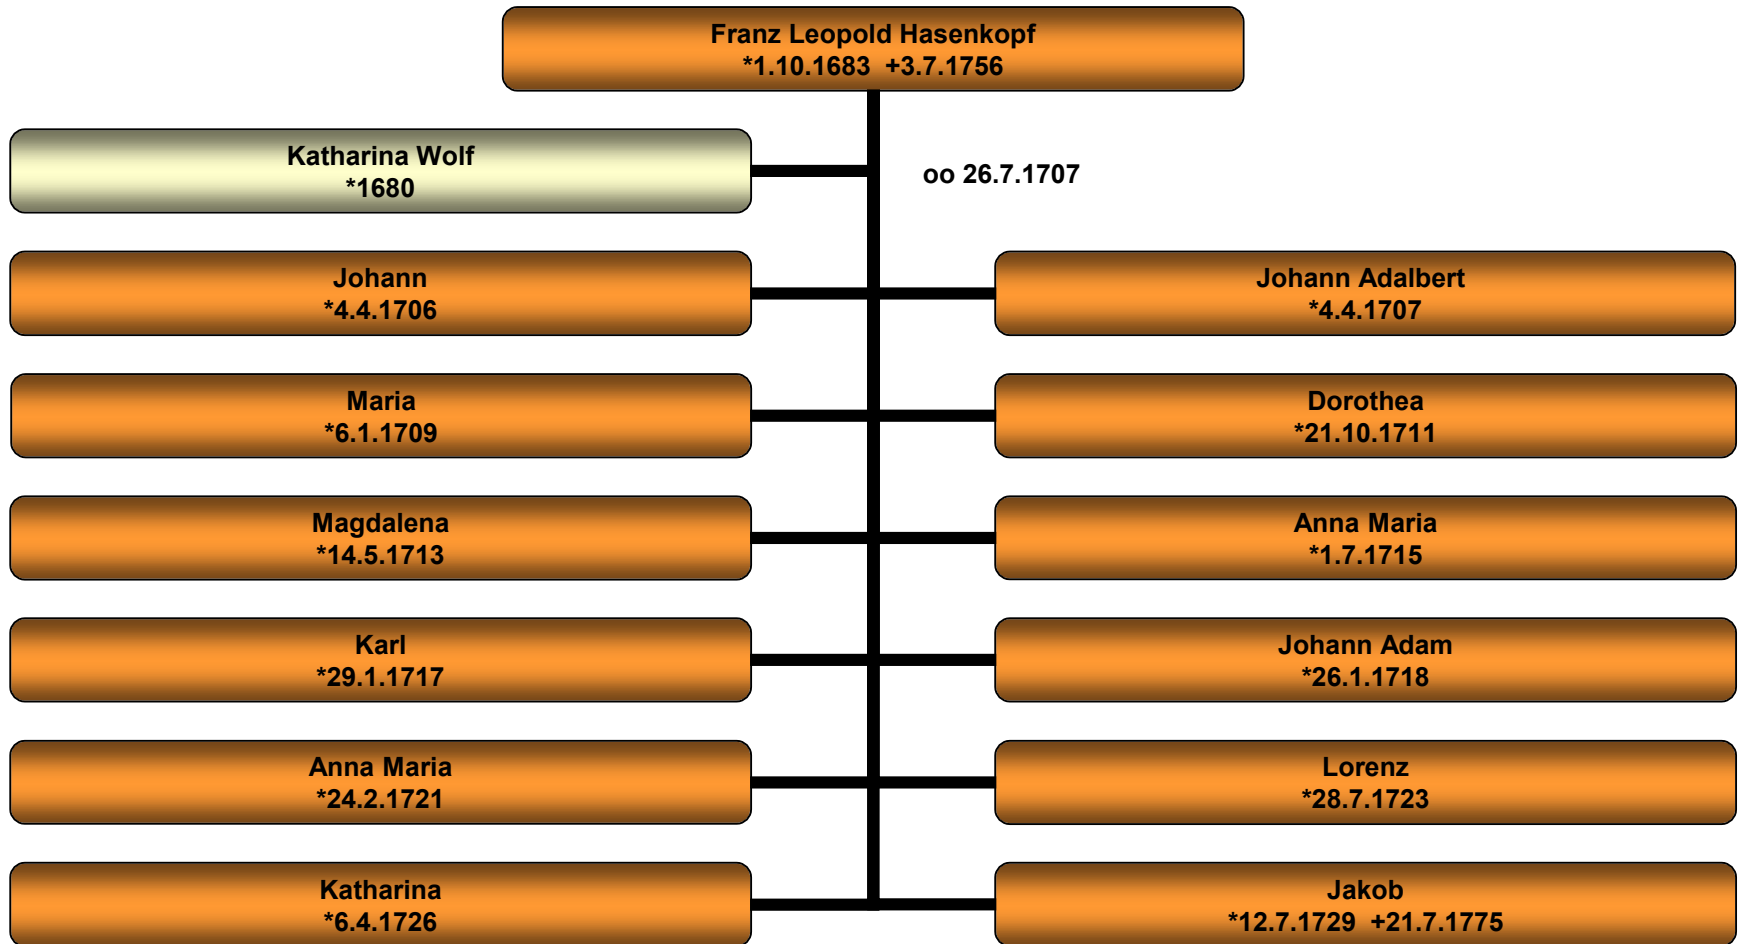 Franz Leopold Hasenkopf
*1.10.1683 +3.7.1756
Katharina Wolf
*1680
oo 26.7.1707
Johann
*4.4.1706
Johann Adalbert
*4.4.1707
Maria
*6.1.1709
Dorothea
*21.10.1711
Magdalena
*14.5.1713
Anna Maria
*1.7.1715
Karl
*29.1.1717
Johann Adam
*26.1.1718
Anna Maria
*24.2.1721
Lorenz
*28.7.1723
Katharina
*6.4.1726
Jakob
*12.7.1729 +21.7.1775